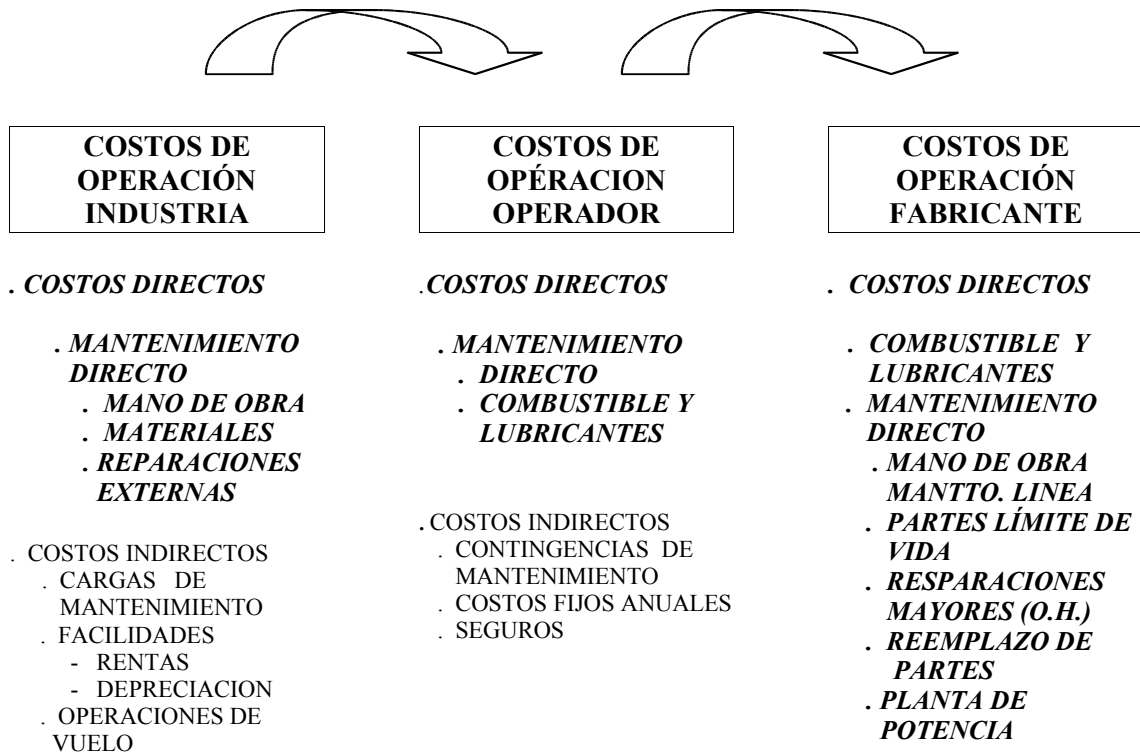 COSTOS DE
OPERACIÓN
INDUSTRIA
. COSTOS DIRECTOS
. MANTENIMIENTO
DIRECTO
. MANO DE OBRA
. MATERIALES
. REPARACIONES
EXTERNAS
. COSTOS INDIRECTOS
. CARGAS DE
MANTENIMIENTO
. FACILIDADES
- RENTAS
- DEPRECIACION
. OPERACIONES DE
VUELO
COSTOS DE
OPÉRACION
OPERADOR
.COSTOS DIRECTOS
. MANTENIMIENTO
. DIRECTO
. COMBUSTIBLE Y
LUBRICANTES
. COSTOS INDIRECTOS
. CONTINGENCIAS DE
MANTENIMIENTO
. COSTOS FIJOS ANUALES
. SEGUROS
COSTOS DE
OPERACIÓN
FABRICANTE
. COSTOS DIRECTOS
. COMBUSTIBLE Y
LUBRICANTES
. MANTENIMIENTO
DIRECTO
. MANO DE OBRA
MANTTO. LINEA
. PARTES LÍMITE DE
VIDA
. RESPARACIONES
MAYORES (O.H.)
. REEMPLAZO DE
PARTES
. PLANTA DE
POTENCIA